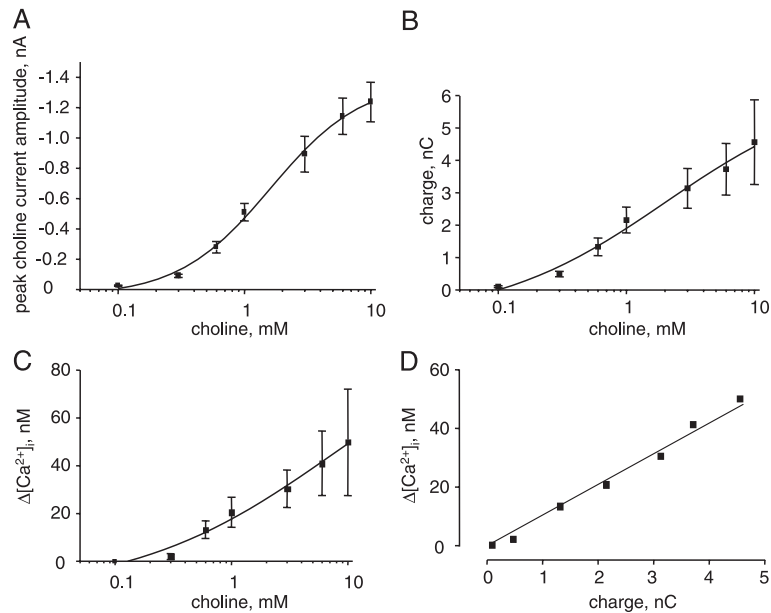 A
peak choline current amplitude, nA
-1.4
-1.2
-1.0
-0.8
-0.6
-0.4
-0.2
0
0.1 1 10
choline, mM
B
charge, nC
6
5
4
3
2
1
0
0.1 1 10
choline, mM
C
Δ[Ca²⁺]ᵢ, nM
80
60
40
20
0
0.1 1 10
choline, mM
D
Δ[Ca²⁺]ᵢ, nM
60
40
20
0
0 1 2 3 4 5
charge, nC